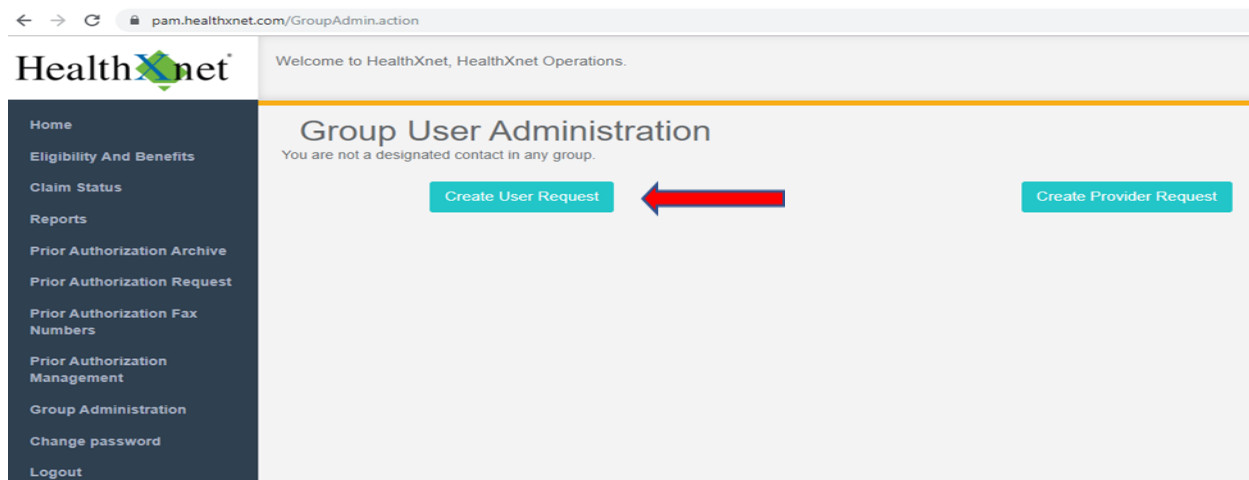 pam.healthxnet.com/GroupAdmin.action
HealthXnet
Welcome to HealthXnet, HealthXnet Operations.
Home
Eligibility And Benefits
Claim Status
Reports
Prior Authorization Archive
Prior Authorization Request
Prior Authorization Fax
Numbers
Prior Authorization
Management
Group Administration
Change password
Logout
Group User Administration
You are not a designated contact in any group.
Create User Request
Create Provider Request